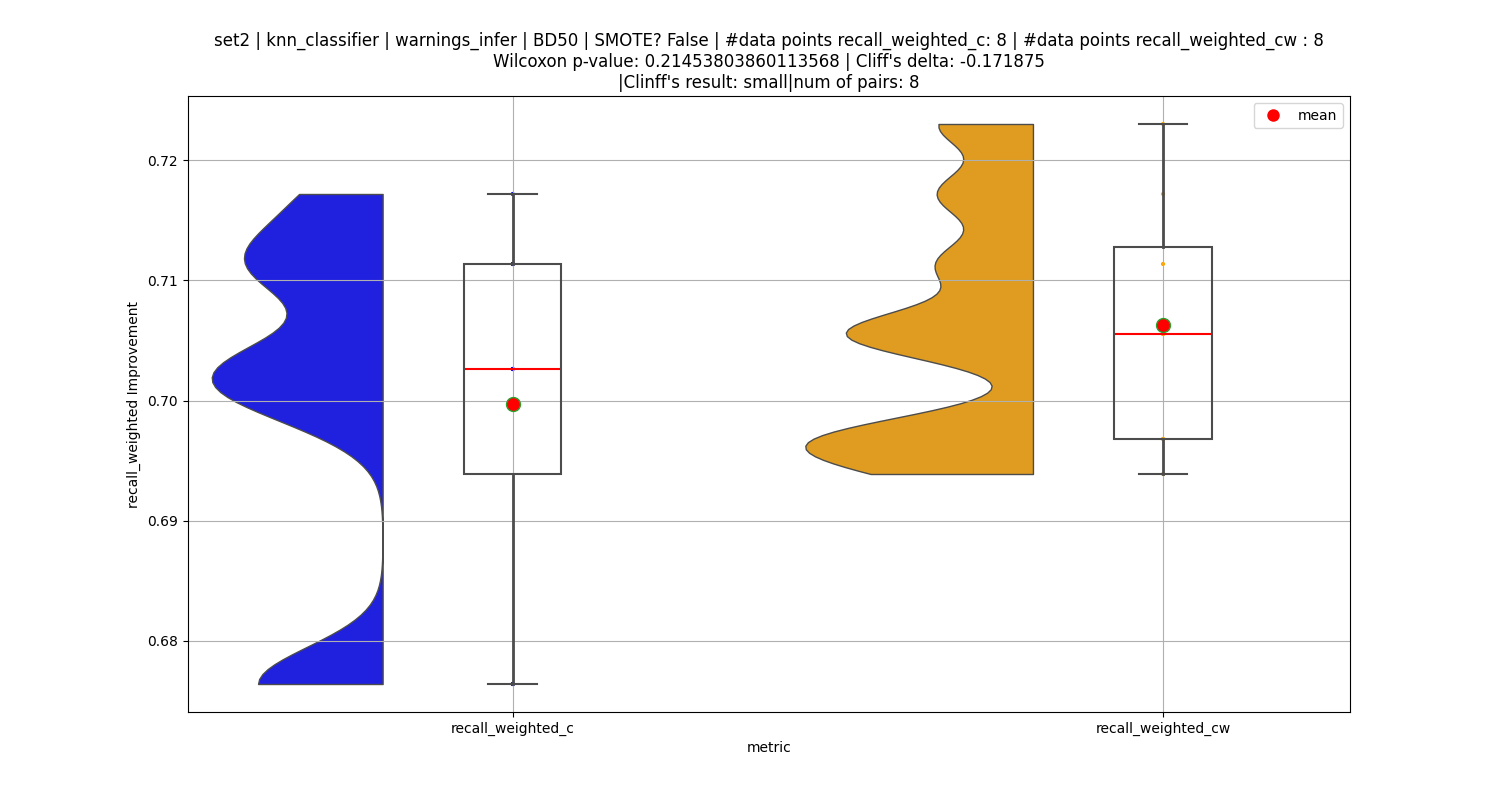 set2 | knn_classifier | warnings_infer | BD50 | SMOTE? False | #data points recall_weighted_c: 8 | #data points recall_weighted_cw : 8
Wilcoxon p-value: 0.21453803860113568 | Cliff's delta: -0.171875
|Clinff's result: small|num of pairs: 8
mean
0.72
0.71
0.70
0.69
0.68
recall_weighted Improvement
recall_weighted_c
recall_weighted_cw
metric